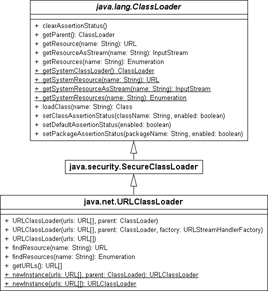 java.lang.ClassLoader
+ clearAssertionStatus()
+ getParent(): ClassLoader
+ getResource(name: String): URL
+ getResourceAsStream(name: String): InputStream
+ getResources(name: String): Enumeration
+ getSystemClassLoader(): ClassLoader
+ getSystemResource(name: String): URL
+ getSystemResourceAsStream(name: String): InputStream
+ getSystemResources(name: String): Enumeration
+ loadClass(name: String): Class
+ setClassAssertionStatus(className: String, enabled: boolean)
+ setDefaultAssertionStatus(enabled: boolean)
+ setPackageAssertionStatus(packageName: String, enabled: boolean)
java.security.SecureClassLoader
java.net.URLClassLoader
+ URLClassLoader(urls: URL[], parent: ClassLoader)
+ URLClassLoader(urls: URL[], parent: ClassLoader, factory: URLStreamHandlerFactory)
+ URLClassLoader(urls: URL[])
+ findResource(name: String): URL
+ findResources(name: String): Enumeration
+ getURLs(): URL[]
+ newInstance(urls: URL[], parent: ClassLoader): URLClassLoader
+ newInstance(urls: URL[]): URLClassLoader